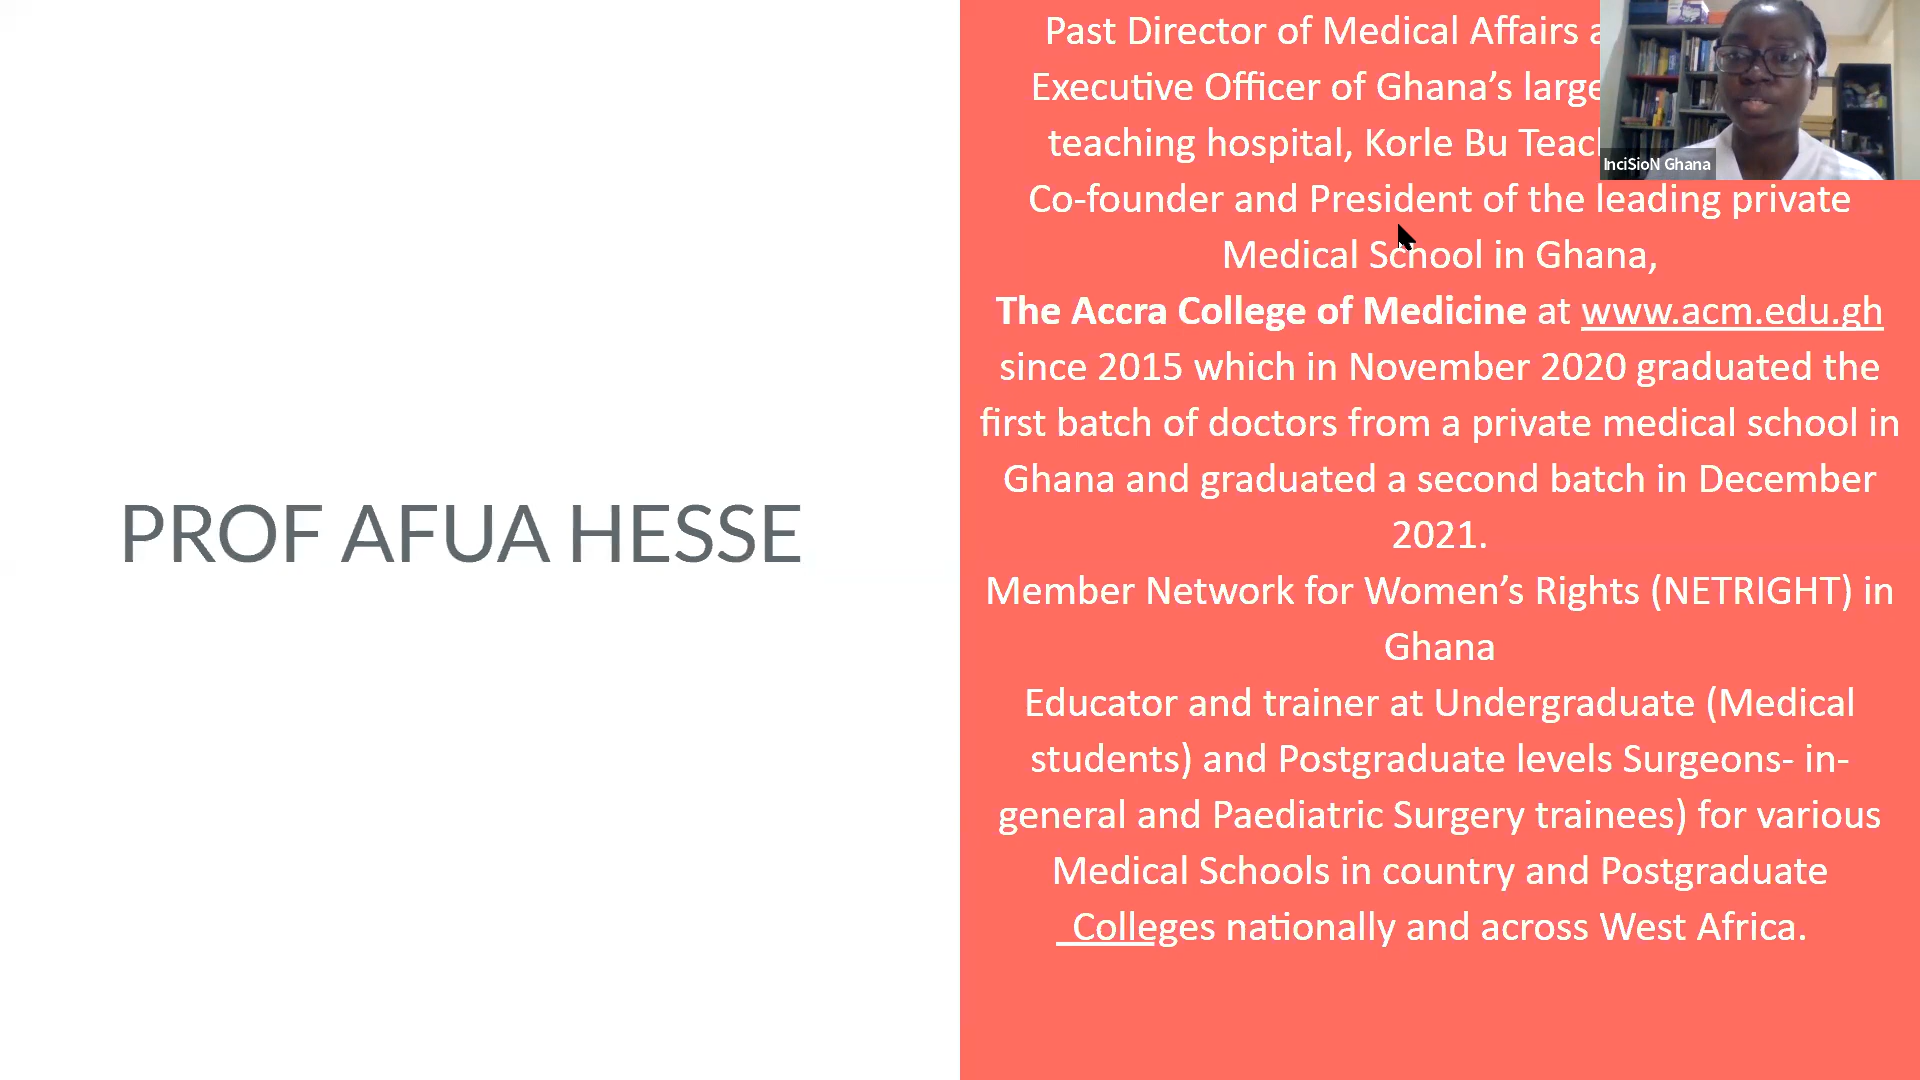 PROF AFUA HESSE
Past Director of Medical Affairs
Executive Officer of Ghana’s
teaching hospital, Korle Bu
Co-founder and President of the leading private
Medical School in Ghana,
The Accra College of Medicine at www.acm.edu.gh
since 2015 which in November 2020 graduated the
first batch of doctors from a private medical school in
Ghana and graduated a second batch in December
2021.
Member Network for Women’s Rights (NETRIGHT) in
Ghana
Educator and trainer at Undergraduate (Medical
students) and Postgraduate levels Surgeons- in-
general and Paediatric Surgery trainees) for various
Medical Schools in country and Postgraduate
Colleges nationally and across West Africa.
InciSioN Ghana